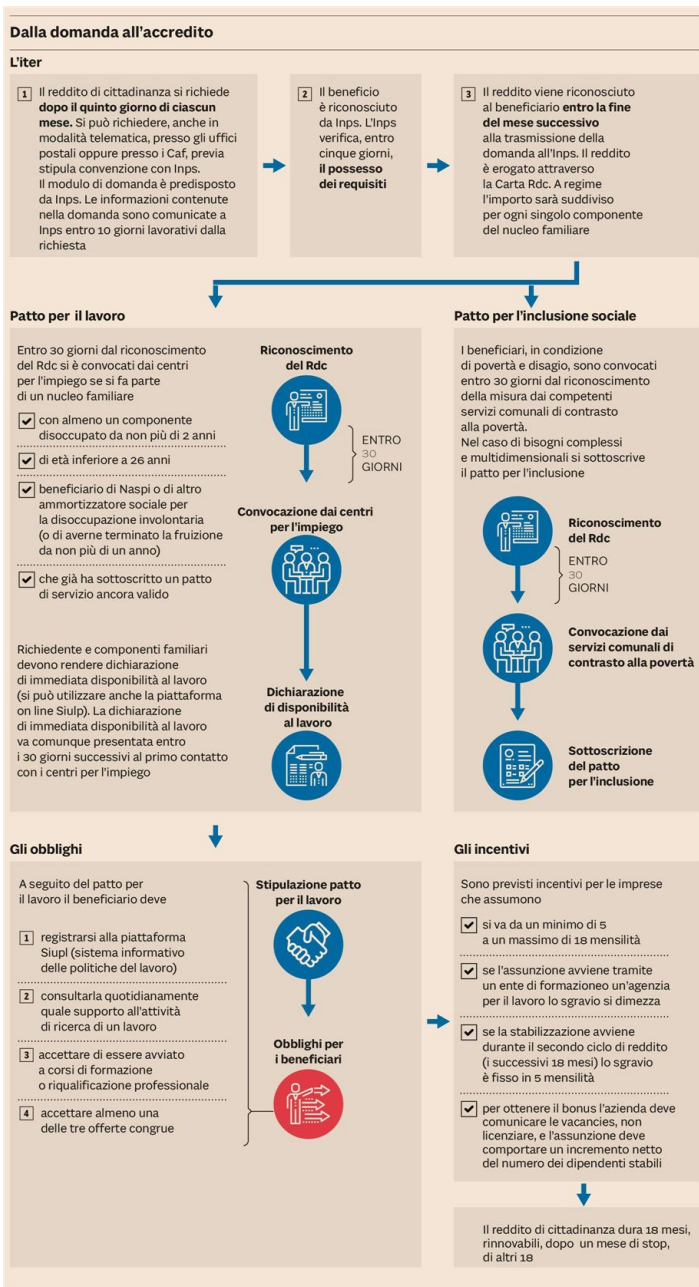 Dalla domanda all'accredito
L'iter
1 Il reddito di cittadinanza si richiede
dopo il quinto giorno di ciascun
mese. Si può richiedere, anche in
modalità telematica, presso gli uffici
postali oppure presso i Caf, previa
stipula convenzione con Inps.
Il modulo di domanda è predisposto
da Inps. Le informazioni contenute
nella domanda sono comunicate a
Inps entro 10 giorni lavorativi dalla
richiesta
2 Il beneficio
è riconosciuto
da Inps. L'Inps
verifica, entro
cinque giorni,
il possesso
dei requisiti
3 Il reddito viene riconosciuto
al beneficiario entro la fine
del mese successivo
alla trasmissione della
domanda all'Inps. Il reddito
è erogato attraverso
la Carta Rdc. A regime
l'importo sarà suddiviso
per ogni singolo componente
del nucleo familiare
Patto per il lavoro
Entro 30 giorni dal riconoscimento
del Rdc si è convocati dai centri
per l'impiego se si fa parte
di un nucleo familiare
con almeno un componente
disoccupato da non più di 2 anni
di età inferiore a 26 anni
beneficiario di Naspi o di altro
ammortizzatore sociale per
la disoccupazione involontaria
(o di averne terminato la fruizione
da non più di un anno)
che già ha sottoscritto un patto
di servizio ancora valido
Richiedente e componenti familiari
devono rendere dichiarazione
di immediata disponibilità al lavoro
(si può utilizzare anche la piattaforma
on line Siulp). La dichiarazione
di immediata disponibilità al lavoro
va comunque presentata entro
i 30 giorni successivi al primo contatto
con i centri per l'impiego
Riconoscimento
del Rdc
ENTRO
30
GIORNI
Convocazione dai centri
per l'impiego
Dichiarazione
di disponibilità
al lavoro
Patto per l'inclusione sociale
I beneficiari, in condizione
di povertà e disagio, sono convocati
entro 30 giorni dal riconoscimento
della misura dai competenti
servizi comunali di contrasto
alla povertà.
Nel caso di bisogni complessi
e multidimensionali si sottoscrive
il patto per l'inclusione
Riconoscimento
del Rdc
ENTRO
30
GIORNI
Convocazione dai
servizi comunali di
contrasto alla povertà
Sottoscrizione
del patto
per l'inclusione
Gli obblighi
A seguito del patto per
il lavoro il beneficiario deve
1 registrarsi alla piattaforma
Siupl (sistema informativo
delle politiche del lavoro)
2 consultarla quotidianamente
quale supporto all'attività
di ricerca di un lavoro
3 accettare di essere avviato
a corsi di formazione
o riqualificazione professionale
4 accettare almeno una
delle tre offerte congrue
Stipulazione patto
per il lavoro
Obblighi per
i beneficiari
Gli incentivi
Sono previsti incentivi per le imprese
che assumono
si va da un minimo di 5
a un massimo di 18 mensilità
se l'assunzione avviene tramite
un ente di formazioneo un'agenzia
per il lavoro lo sgravio si dimezza
se la stabilizzazione avviene
durante il secondo ciclo di reddito
(i successivi 18 mesi) lo sgravio
è fisso in 5 mensilità
per ottenere il bonus l'azienda deve
comunicare le vacancies, non
licenziare, e l'assunzione deve
comportare un incremento netto
del numero dei dipendenti stabili
Il reddito di cittadinanza dura 18 mesi,
rinnovabili, dopo un mese di stop,
di altri 18